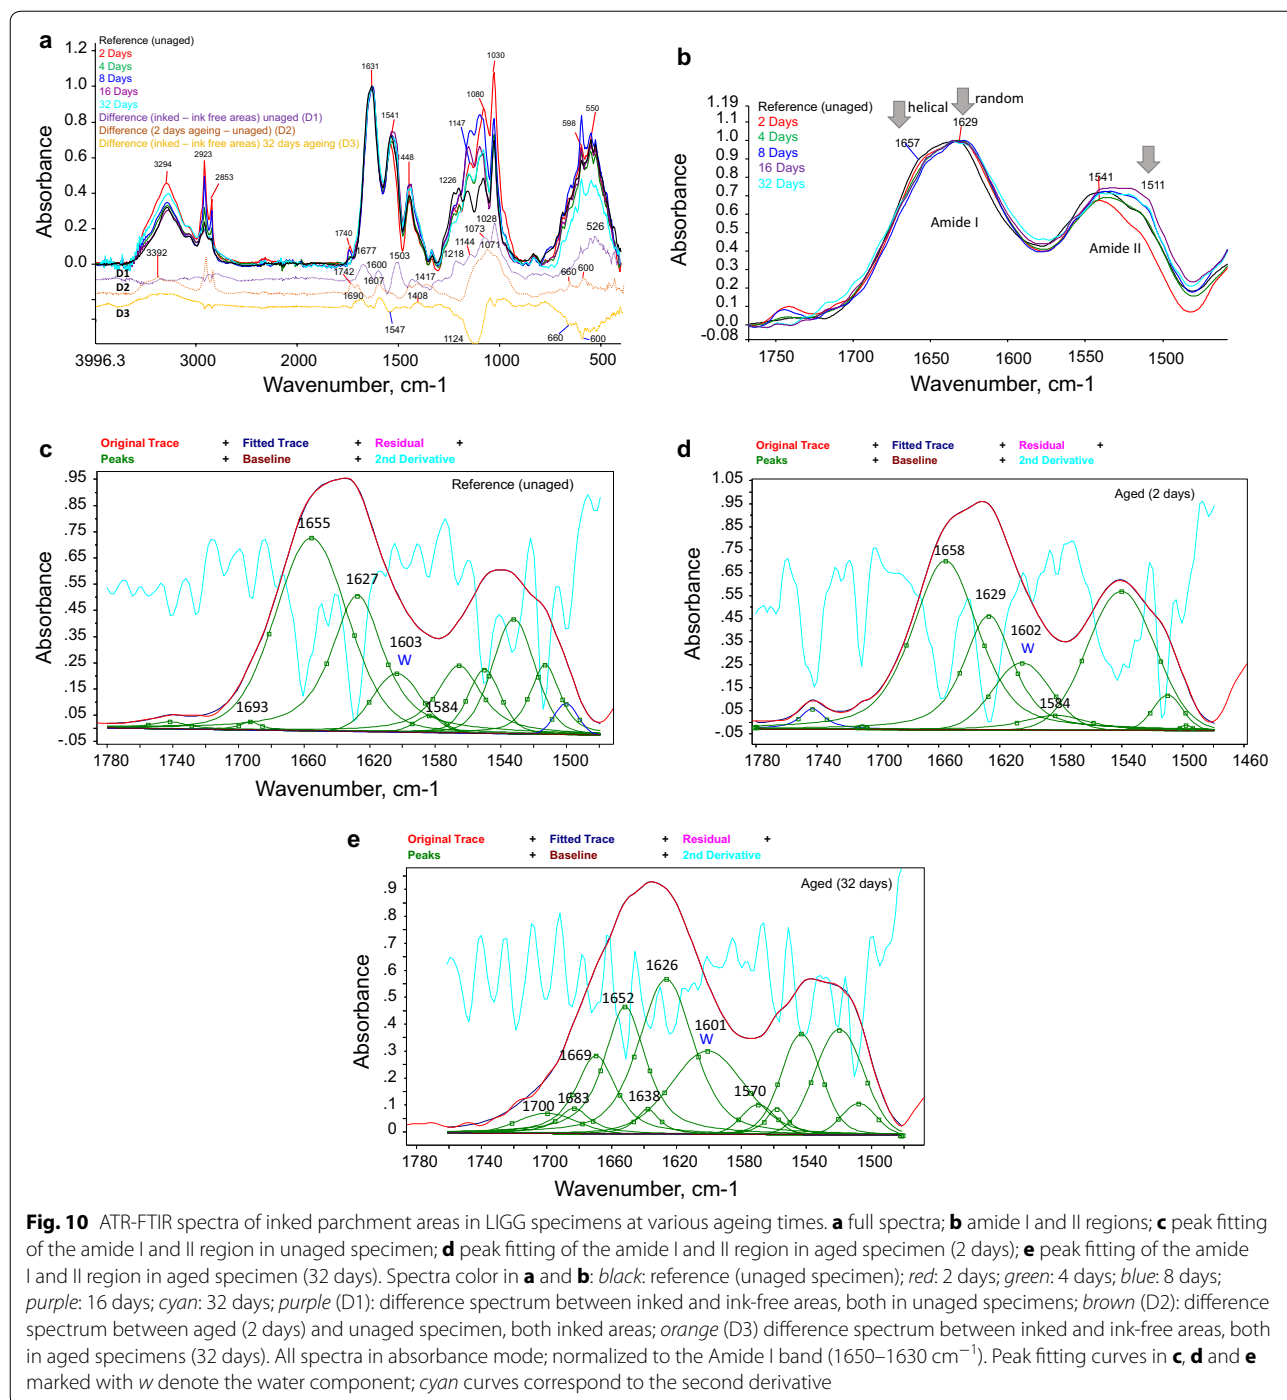 a
Reference (unaged)
2 Days
4 Days
8 Days
16 Days
32 Days
Difference (inked – ink free areas) unaged (D1)
Difference (2 days ageing – unaged) (D2)
Difference (inked – ink free areas) 32 days ageing (D3)
1.2
1.0
0.8
0.6
0.4
0.2
0.0
Absorbance
3294
2923
2853
3392
1631
1541
1448
1147
1080
1030
1226
598
550
1740
1677
1600
1742
1607
1690
1503
1417
1408
1218
1144
1073
1028
1071
526
660
600
1547
1124
660
600
D1
D2
D3
3996.3 3000 2000 1500 1000 500
Wavenumber, cm-1
b
Reference (unaged)
2 Days
4 Days
8 Days
16 Days
32 Days
helical
random
1657
1629
1541
1511
Amide I
Amide II
1.19
1.0
0.9
0.8
0.7
0.6
0.5
0.4
0.3
0.2
0.1
0.0
-0.08
Absorbance
1750 1700 1650 1600 1550 1500
Wavenumber, cm-1
c
Original Trace + Fitted Trace + Residual +
Peaks + Baseline + 2nd Derivative
Reference (unaged)
.95
.85
.75
.65
.55
.45
.35
.25
.15
.05
-.05
Absorbance
1655
1627
1603
W
1693
1584
1780 1740 1700 1660 1620 1580 1540 1500
Wavenumber, cm-1
d
Original Trace + Fitted Trace + Residual +
Peaks + Baseline + 2nd Derivative
Aged (2 days)
1.05
.95
.85
.75
.65
.55
.45
.35
.25
.15
.05
-.05
Absorbance
1658
1629
1602
W
1584
1780 1740 1700 1660 1620 1580 1540 1500 1460
Wavenumber, cm-1
e
Original Trace + Fitted Trace + Residual +
Peaks + Baseline + 2nd Derivative
Aged (32 days)
.9
.8
.7
.6
.5
.4
.3
.2
.1
0
Absorbance
1626
1652
1601
W
1669
1683
1638
1570
1700
1780 1740 1700 1660 1620 1580 1540 1500
Wavenumber, cm-1
Fig. 10 ATR-FTIR spectra of inked parchment areas in LIGG specimens at various ageing times. a full spectra; b amide I and II regions; c peak fitting
of the amide I and II region in unaged specimen; d peak fitting of the amide I and II region in aged specimen (2 days); e peak fitting of the amide
I and II region in aged specimen (32 days). Spectra color in a and b: black: reference (unaged specimen); red: 2 days; green: 4 days; blue: 8 days;
purple: 16 days; cyan: 32 days; purple (D1): difference spectrum between inked and ink-free areas, both in unaged specimens; brown (D2): difference
spectrum between aged (2 days) and unaged specimen, both inked areas; orange (D3) difference spectrum between inked and ink-free areas, both
in aged specimens (32 days). All spectra in absorbance mode; normalized to the Amide I band (1650–1630 cm⁻¹). Peak fitting curves in c, d and e
marked with w denote the water component; cyan curves correspond to the second derivative